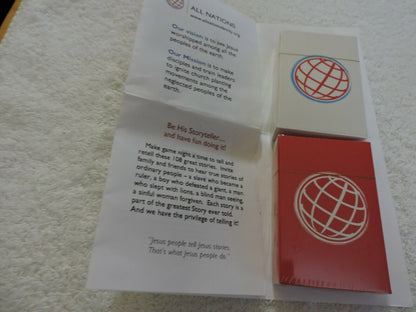 ALL NATIONS
Our vision is to see Jesus
worshipped among all the
peoples of the earth.
Our Mission is to make
disciples and train leaders
to ignite church planting
movements among the
neglected peoples of the
earth.
Be His Storyteller...
and have fun doing it!
Make game night a time to tell and
retell these 108 great stories. Invite
family and friends to hear true stories of
ordinary people – a slave who became a
ruler, a boy who defeated a giant, a man
who slept with lions, a blind man seeing,
a sinful woman forgiven. Each story is a
part of the greatest Story ever told.
And we have the privilege of telling it!
"Jesus people tell Jesus stories.
That's what Jesus people do."